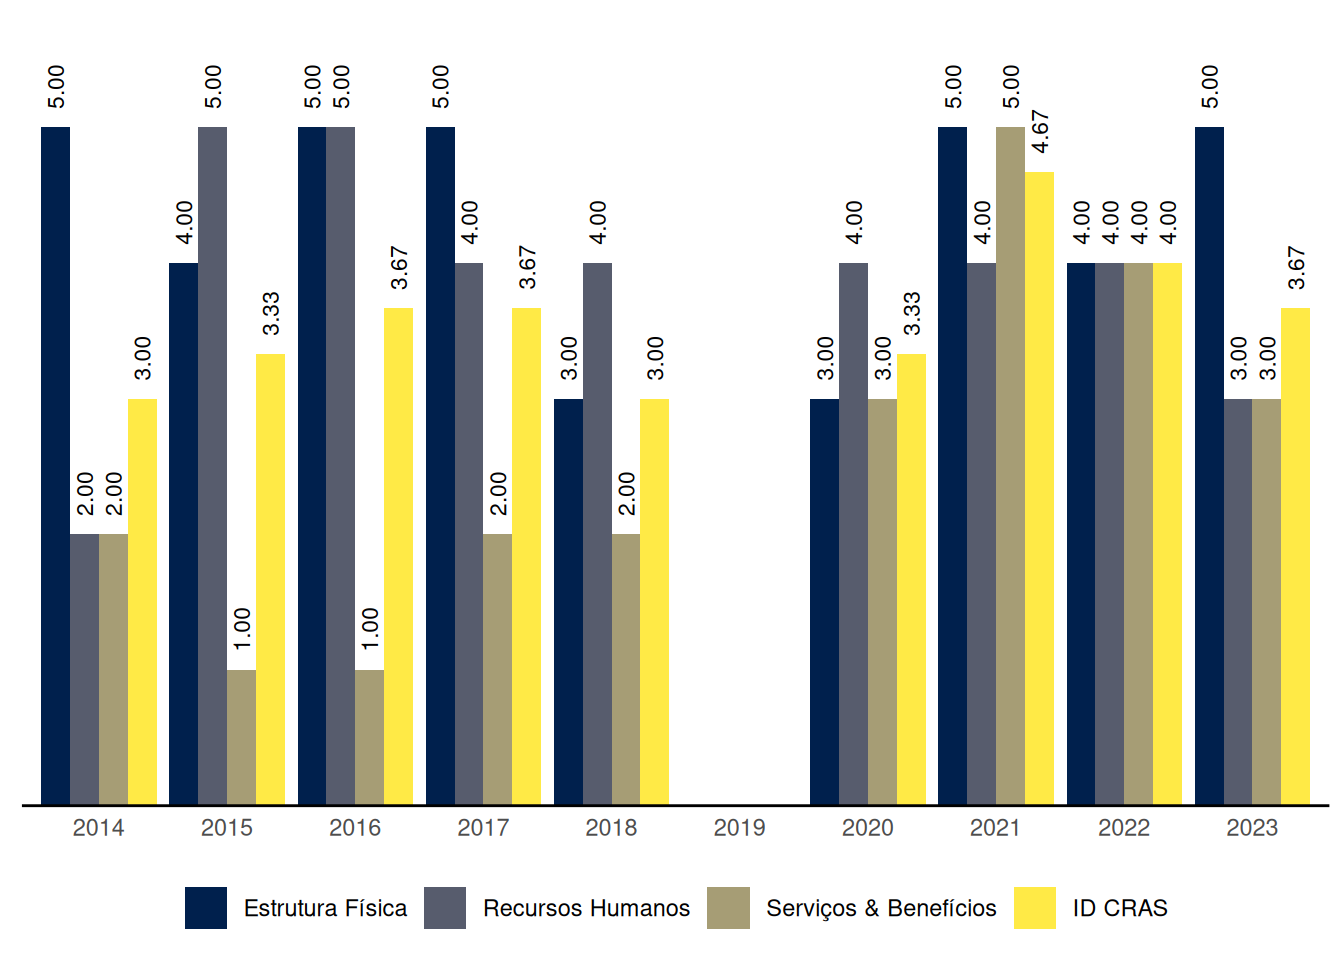 5.00 2.00 2.00 3.00
4.00 5.00 1.00 3.33
5.00 5.00 1.00 3.67
5.00 4.00 2.00 3.67
3.00 4.00 2.00 3.00
3.00 4.00 3.00 3.33
5.00 4.00 5.00 4.67
4.00 4.00 4.00 4.00
5.00 3.00 3.00 3.67
2014 2015 2016 2017 2018 2019 2020 2021 2022 2023
Estrutura Física Recursos Humanos Serviços & Benefícios ID CRAS